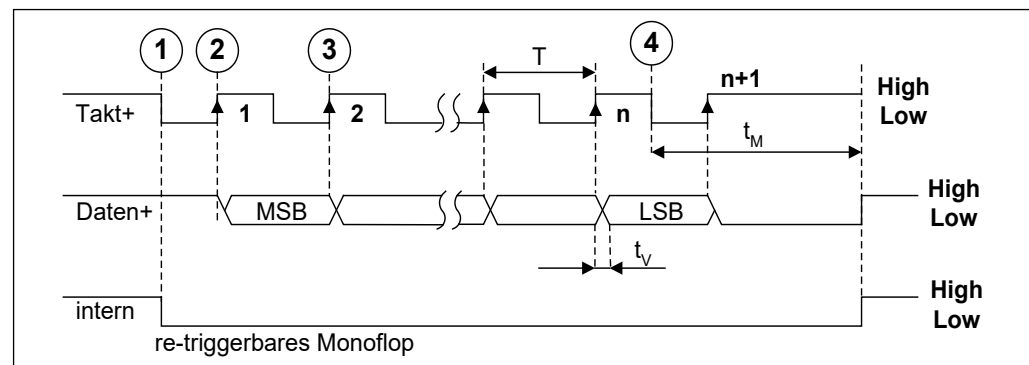 1 2 3 4
T
n+1
High
Takt+ 1 2 n Low
t_M
High
Daten+ MSB LSB Low
t_V
High
intern Low
re-triggerbares Monoflop